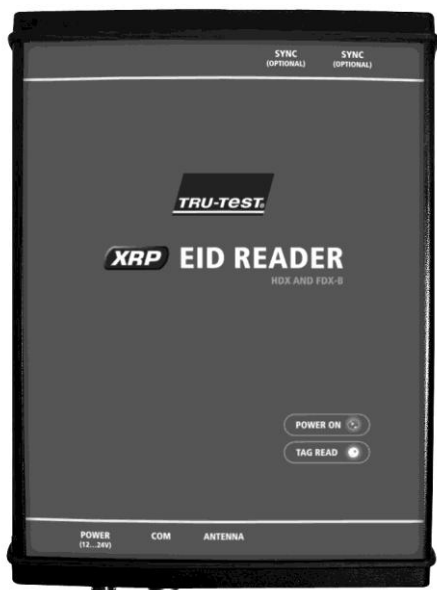 SYNC SYNC
(OPTIONAL) (OPTIONAL)
TRU-TEST®
XRP EID READER
HDX AND FDX-B
POWER ON
TAG READ
POWER COM ANTENNA
(12...24V)